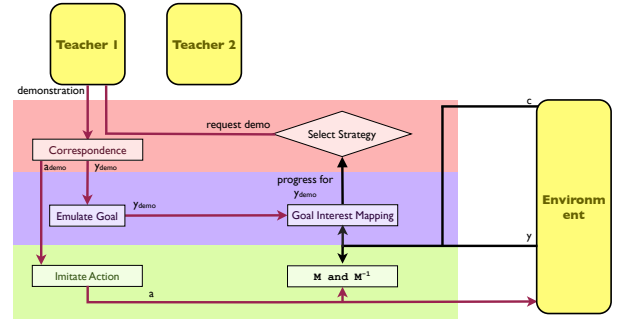 Teacher 1
Teacher 2
demonstration
c
request demo
Select Strategy
Correspondence
a_demo
y_demo
progress for
y_demo
Environm
ent
Emulate Goal
y_demo
Goal Interest Mapping
y
Imitate Action
M and M⁻¹
a